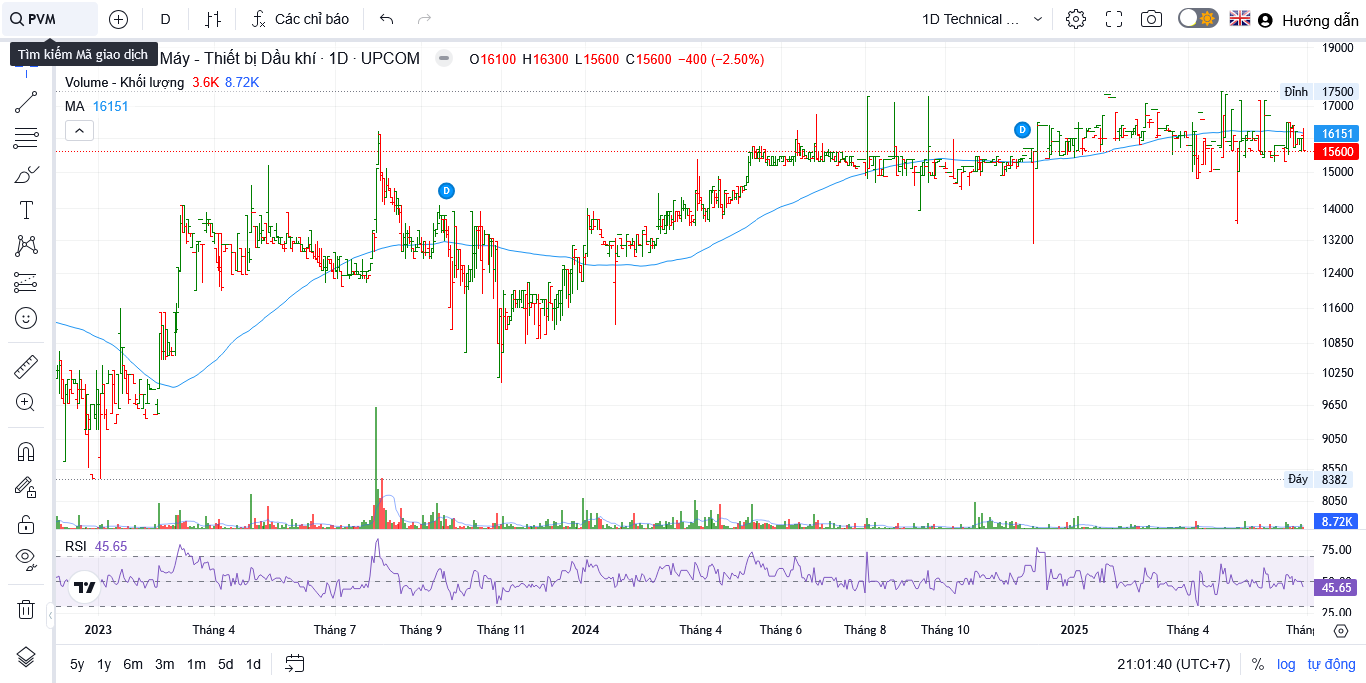 PVM D Các chỉ báo 1D Technical ... Hướng dẫn
Tìm kiếm Mã giao dịch
Máy - Thiết bị Dầu khí · 1D · UPCOM O16100 H16300 L15600 C15600 −400 (−2.50%)
Volume - Khối lượng 3.6K 8.72K
MA 16151
D
D
19000
Đỉnh 17500
17000
16151
15600
15000
14000
13200
12400
11600
10850
10250
9650
9050
8550
Đáy 8382
8050
8.72K
RSI 45.65
75.00
45.65
25.00
2023 Tháng 4 Tháng 7 Tháng 9 Tháng 11 2024 Tháng 4 Tháng 6 Tháng 8 Tháng 10 2025 Tháng 4
5y 1y 6m 3m 1m 5d 1d 21:01:40 (UTC+7) % log tự động